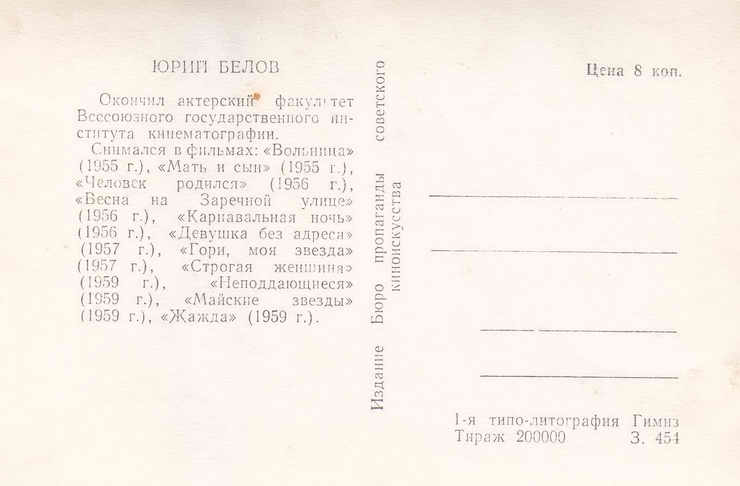 ЮРИЙ БЕЛОВ
Окончил актерский факультет
Всесоюзного государственного ин-
ститута кинематографии.
Снимался в фильмах: «Вольница»
(1955 г.), «Мать и сын» (1955 г.),
«Человек родился» (1956 г.),
«Весна на Заречной улице»
(1956 г.), «Карнавальная ночь»
(1956 г.), «Девушка без адреса»
(1957 г.), «Гори, моя звезда»
(1957 г.), «Строгая женщина»
(1959 г.), «Неподдающиеся»
(1959 г.), «Майские звезды»
(1959 г.), «Жажда» (1959 г.).
Издание Бюро пропаганды советского
киноискусства
Цена 8 коп.
1-я типо-литография Гимиз
Тираж 200000 З. 454